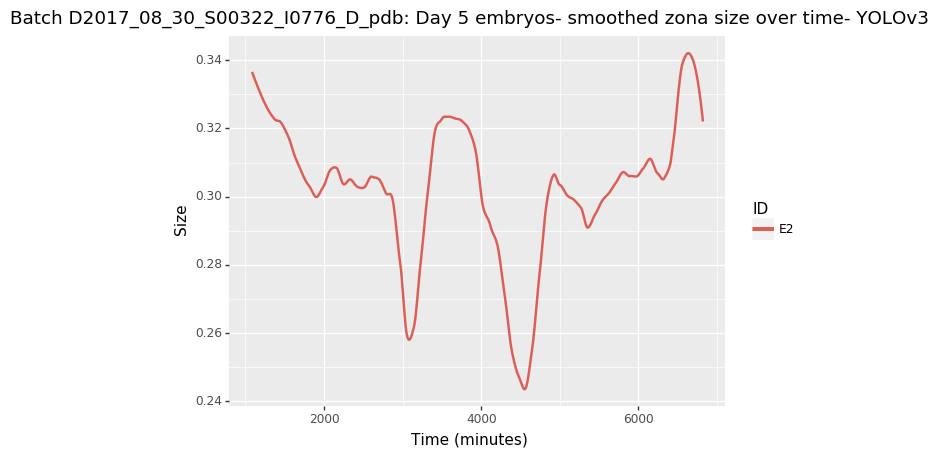 Batch D2017_08_30_S00322_I0776_D_pdb: Day 5 embryos- smoothed zona size over time- YOLOv3
0.34
0.32
0.30
0.28
0.26
0.24
Size
2000
4000
6000
Time (minutes)
ID
E2